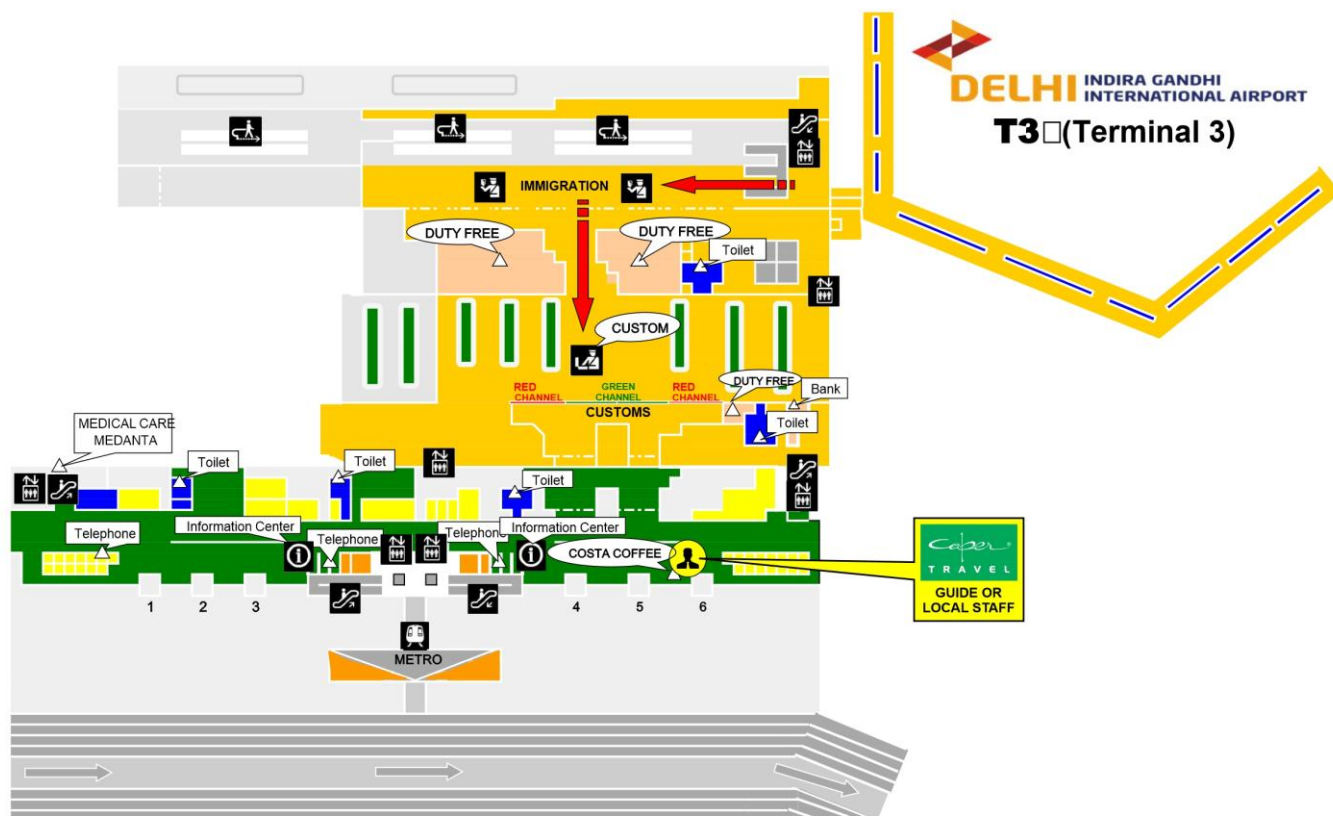 DELHI INDIRA GANDHI
INTERNATIONAL AIRPORT
T3□(Terminal 3)
IMMIGRATION
DUTY FREE
DUTY FREE
Toilet
CUSTOM
RED
CHANNEL
GREEN
CHANNEL
RED
CHANNEL
DUTY FREE
Bank
CUSTOMS
Toilet
MEDICAL CARE
MEDANTA
Toilet
Toilet
Toilet
Telephone
Information Center
Telephone
Telephone
Information Center
COSTA COFFEE
Caper
TRAVEL
GUIDE OR
LOCAL STAFF
1 2 3 4 5 6
METRO